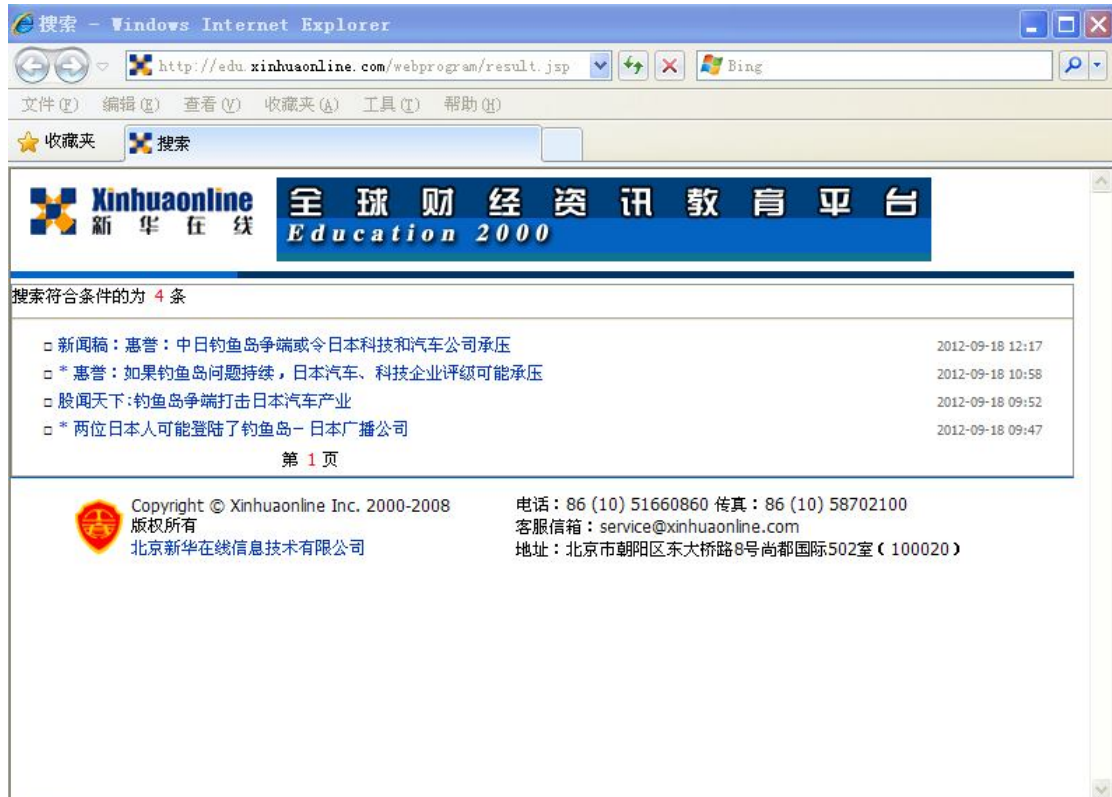 搜索 - Windows Internet Explorer
http://edu.xinhuaonline.com/webprogram/result.jsp Bing
文件(F) 编辑(E) 查看(V) 收藏夹(A) 工具(T) 帮助(H)
收藏夹 搜索
Xinhuaonline
新华在线
全球财经资讯教育平台
Education 2000
搜索符合条件的为 4 条
新闻稿：惠誉：中日钓鱼岛争端或令日本科技和汽车公司承压 2012-09-18 12:17
* 惠誉：如果钓鱼岛问题持续，日本汽车、科技企业评级可能承压 2012-09-18 10:58
股闻天下:钓鱼岛争端打击日本汽车产业 2012-09-18 09:52
* 两位日本人可能登陆了钓鱼岛－日本广播公司 2012-09-18 09:47
第 1 页
Copyright © Xinhuaonline Inc. 2000-2008
版权所有
北京新华在线信息技术有限公司
电话：86 (10) 51660860 传真：86 (10) 58702100
客服信箱：service@xinhuaonline.com
地址：北京市朝阳区东大桥路8号尚都国际502室（100020）